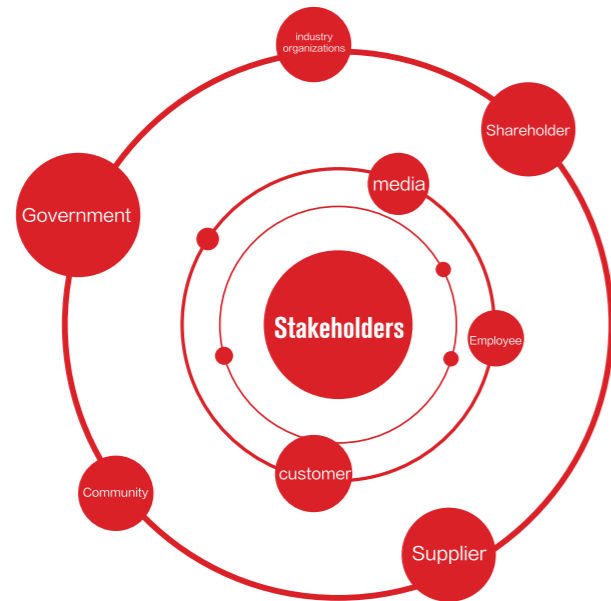 industry
organizations
Shareholder
media
Government
Stakeholders
Employee
customer
Community
Supplier